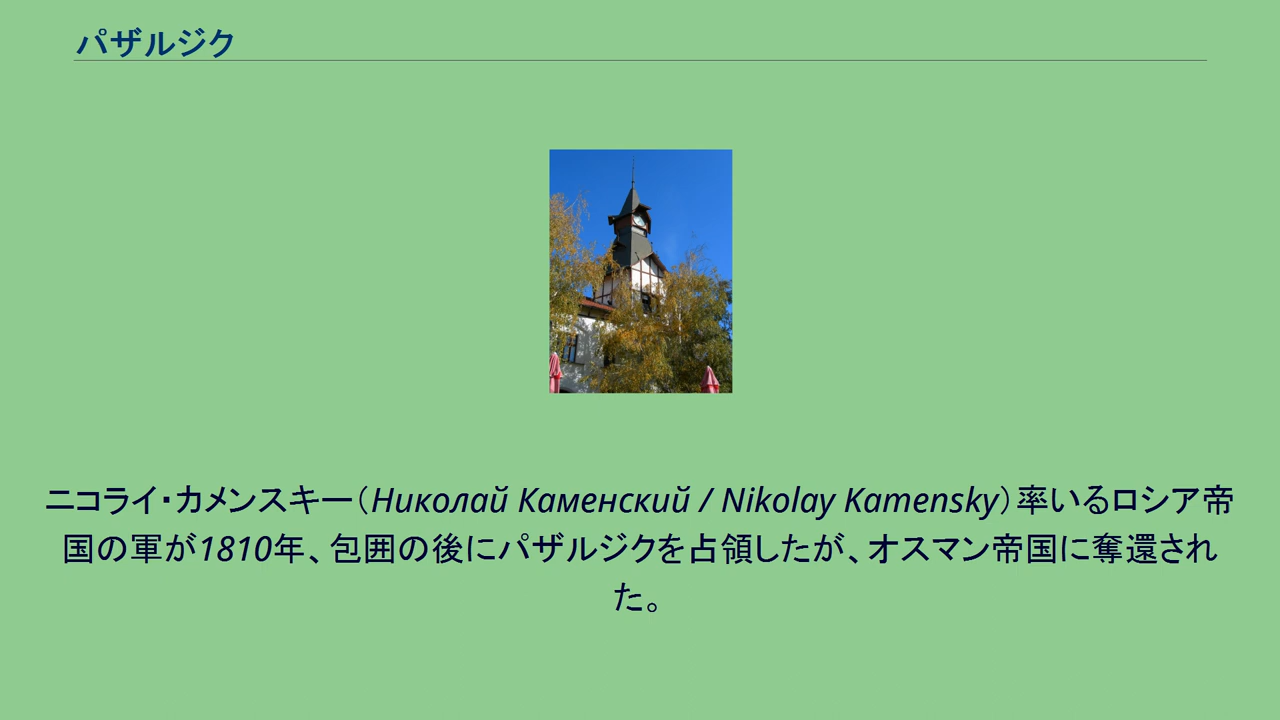 パザルジク
ニコライ・カメンスキー（Николай Каменский / Nikolay Kamensky）率いるロシア帝
国の軍が1810年、包囲の後にパザルジクを占領したが、オスマン帝国に奪還され
た。